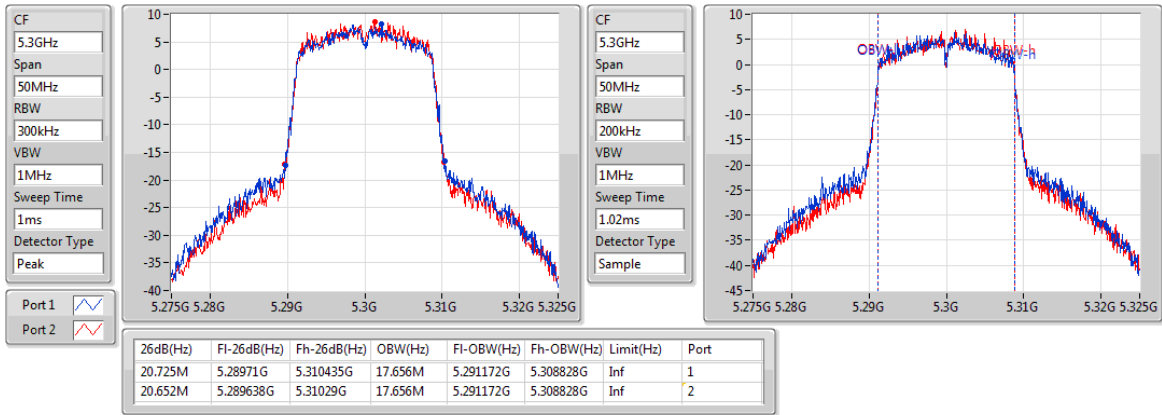 CF
5.3GHz
Span
50MHz
RBW
300kHz
VBW
1MHz
Sweep Time
1ms
Detector Type
Peak
Port 1
Port 2
10
5
0
-5
-10
-15
-20
-25
-30
-35
-40
5.275G 5.28G 5.29G 5.3G 5.31G 5.32G 5.325G
CF
5.3GHz
Span
50MHz
RBW
200kHz
VBW
1MHz
Sweep Time
1.02ms
Detector Type
Sample
10
5
0
-5
-10
-15
-20
-25
-30
-35
-40
-45
OBW-h
5.275G 5.28G 5.29G 5.3G 5.31G 5.32G 5.325G
26dB(Hz) Fl-26dB(Hz) Fh-26dB(Hz) OBW(Hz) Fl-OBW(Hz) Fh-OBW(Hz) Limit(Hz) Port
20.725M 5.28971G 5.310435G 17.656M 5.291172G 5.308828G Inf 1
20.652M 5.289638G 5.31029G 17.656M 5.291172G 5.308828G Inf 2